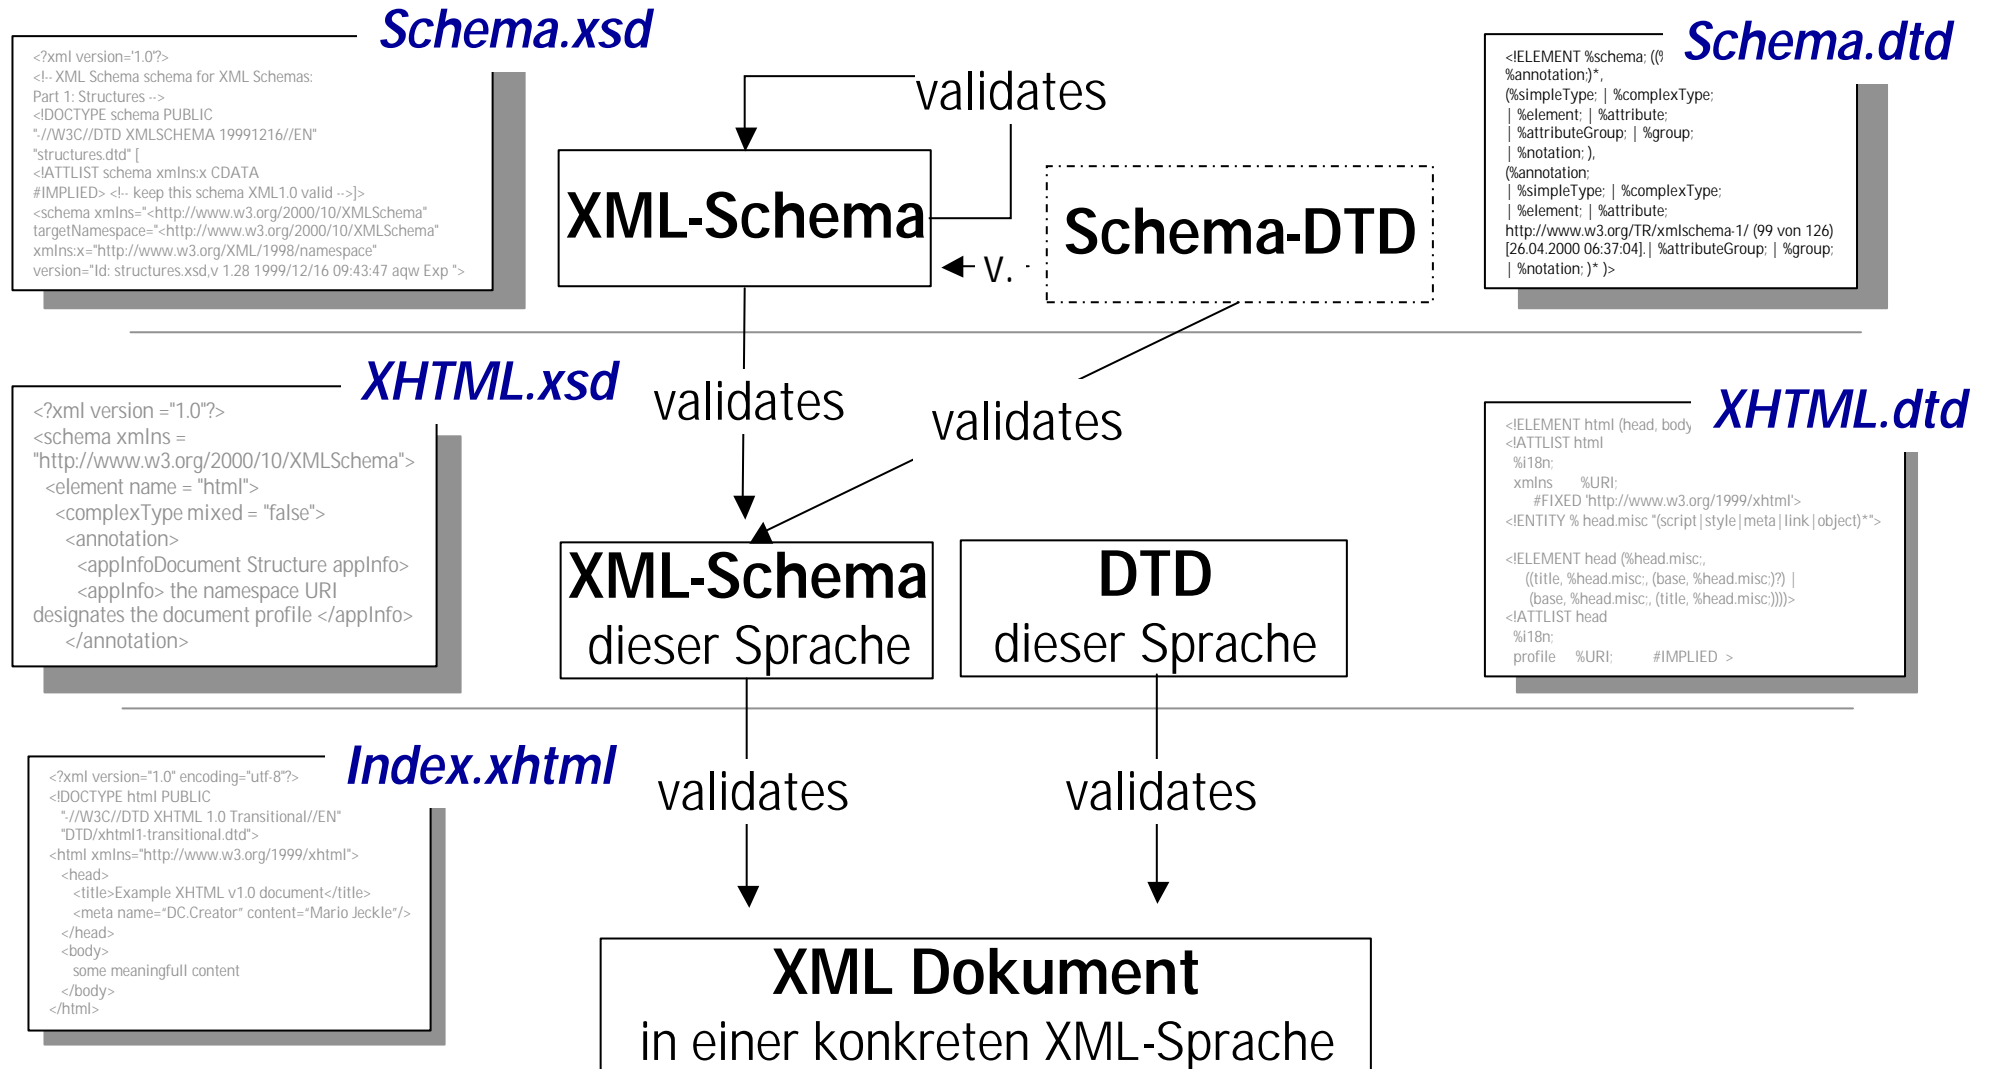 Schema.xsd
<?xml version='1.0'?>
<!-- XML Schema schema for XML Schemas:
Part 1: Structures -->
<!DOCTYPE schema PUBLIC
"-//W3C//DTD XMLSCHEMA 19991216//EN"
"structures.dtd" [
<!ATTLIST schema xmlns:x CDATA
#IMPLIED> <!-- keep this schema XML1.0 valid -->]>
<schema xmlns="<http://www.w3.org/2000/10/XMLSchema"
targetNamespace="<http://www.w3.org/2000/10/XMLSchema"
xmlns:x="http://www.w3.org/XML/1998/namespace"
version="Id: structures.xsd,v 1.28 1999/12/16 09:43:47 aqw Exp ">
validates
XML-Schema
V.
Schema-DTD
Schema.dtd
<!ELEMENT %schema; ((%
%annotation;)*,
(%simpleType; | %complexType;
| %element; | %attribute;
| %attributeGroup; | %group;
| %notation; ),
(%annotation;
| %simpleType; | %complexType;
| %element; | %attribute;
http://www.w3.org/TR/xmlschema-1/ (99 von 126)
[26.04.2000 06:37:04].| %attributeGroup; | %group;
| %notation; )* )>
XHTML.xsd
<?xml version ="1.0"?>
<schema xmlns =
"http://www.w3.org/2000/10/XMLSchema">
<element name = "html">
<complexType mixed = "false">
<annotation>
<appInfoDocument Structure appInfo>
<appInfo> the namespace URI
designates the document profile </appInfo>
</annotation>
validates
validates
XML-Schema
dieser Sprache
DTD
dieser Sprache
XHTML.dtd
<!ELEMENT html (head, body
<!ATTLIST html
%i18n;
xmlns %URI;
#FIXED 'http://www.w3.org/1999/xhtml'>
<!ENTITY % head.misc "(script|style|meta|link|object)*">
<!ELEMENT head (%head.misc;,
((title, %head.misc;, (base, %head.misc;)?) |
(base, %head.misc;, (title, %head.misc;))))>
<!ATTLIST head
%i18n;
profile %URI; #IMPLIED >
Index.xhtml
<?xml version="1.0" encoding="utf-8"?>
<!DOCTYPE html PUBLIC
"-//W3C//DTD XHTML 1.0 Transitional//EN"
"DTD/xhtml1-transitional.dtd">
<html xmlns="http://www.w3.org/1999/xhtml">
<head>
<title>Example XHTML v1.0 document</title>
<meta name="DC.Creator" content="Mario Jeckle"/>
</head>
<body>
some meaningfull content
</body>
</html>
validates
validates
XML Dokument
in einer konkreten XML-Sprache